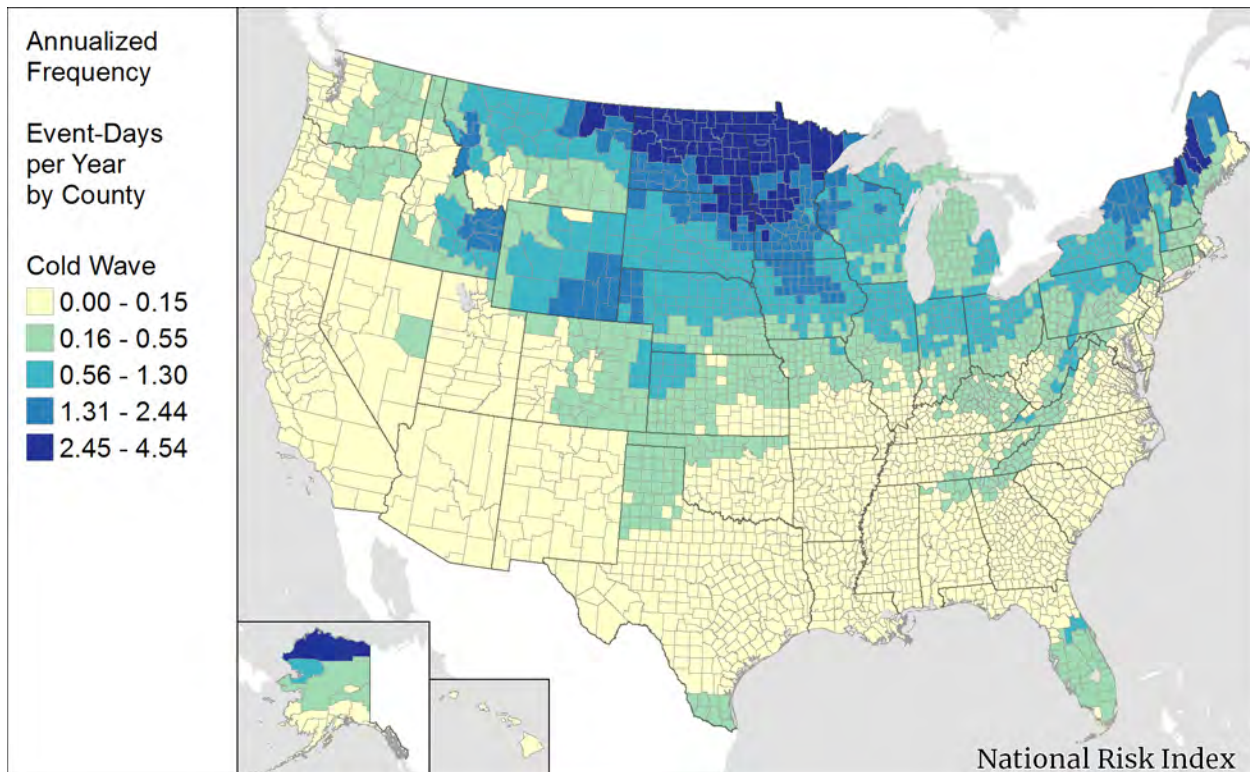 Annualized
Frequency
Event-Days
per Year
by County
Cold Wave
0.00 - 0.15
0.16 - 0.55
0.56 - 1.30
1.31 - 2.44
2.45 - 4.54
National Risk Index